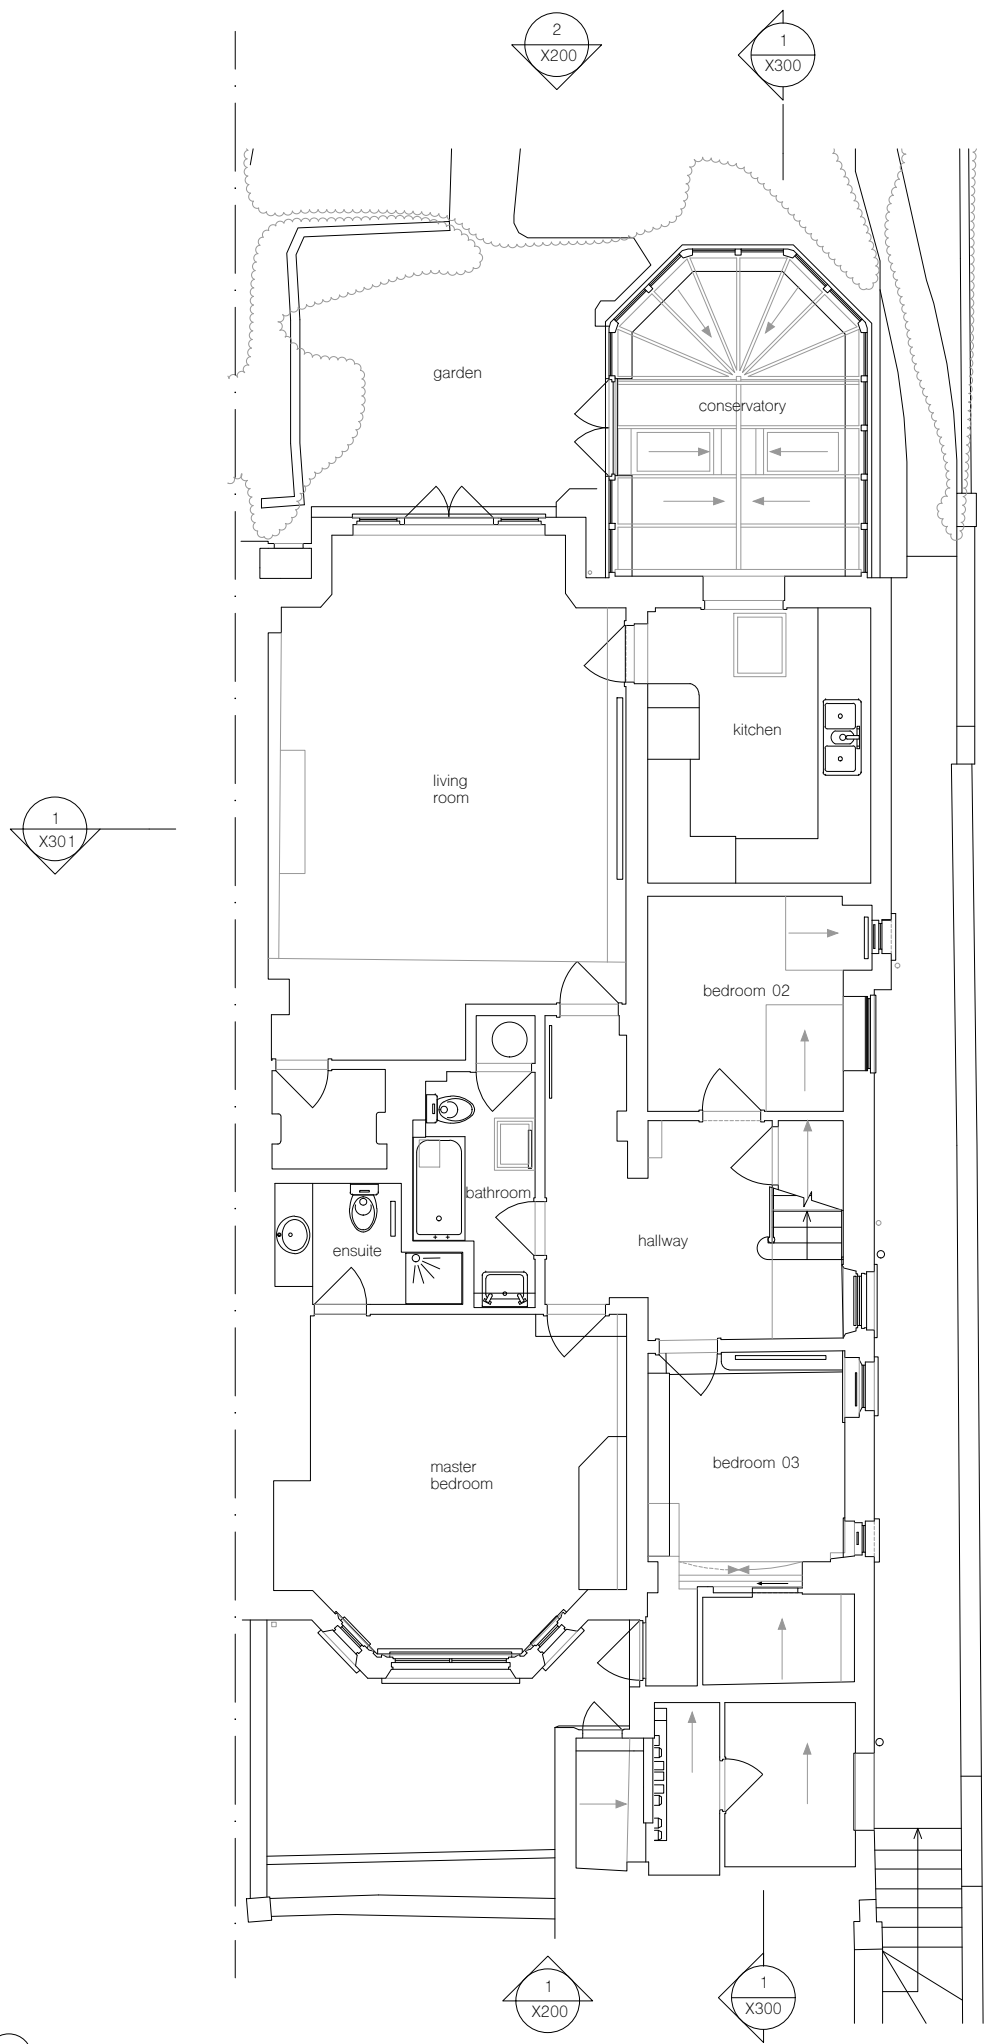 2
X200
1
X300
garden
conservatory
kitchen
living
room
1
X301
bedroom 02
bathroom
hallway
ensuite
master
bedroom
bedroom 03
1
X200
1
X300